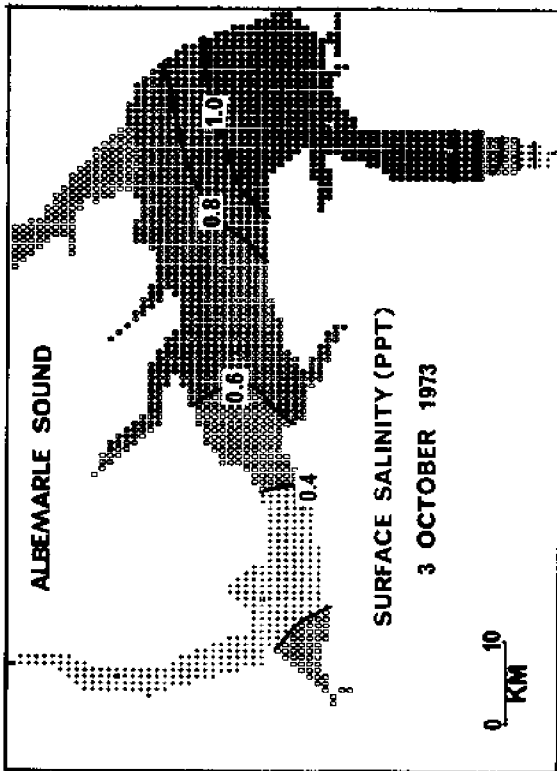 ALBEMARLE SOUND
1.0
0.8
0.6
0.4
SURFACE SALINITY (PPT)
3 OCTOBER 1973
0 10
KM